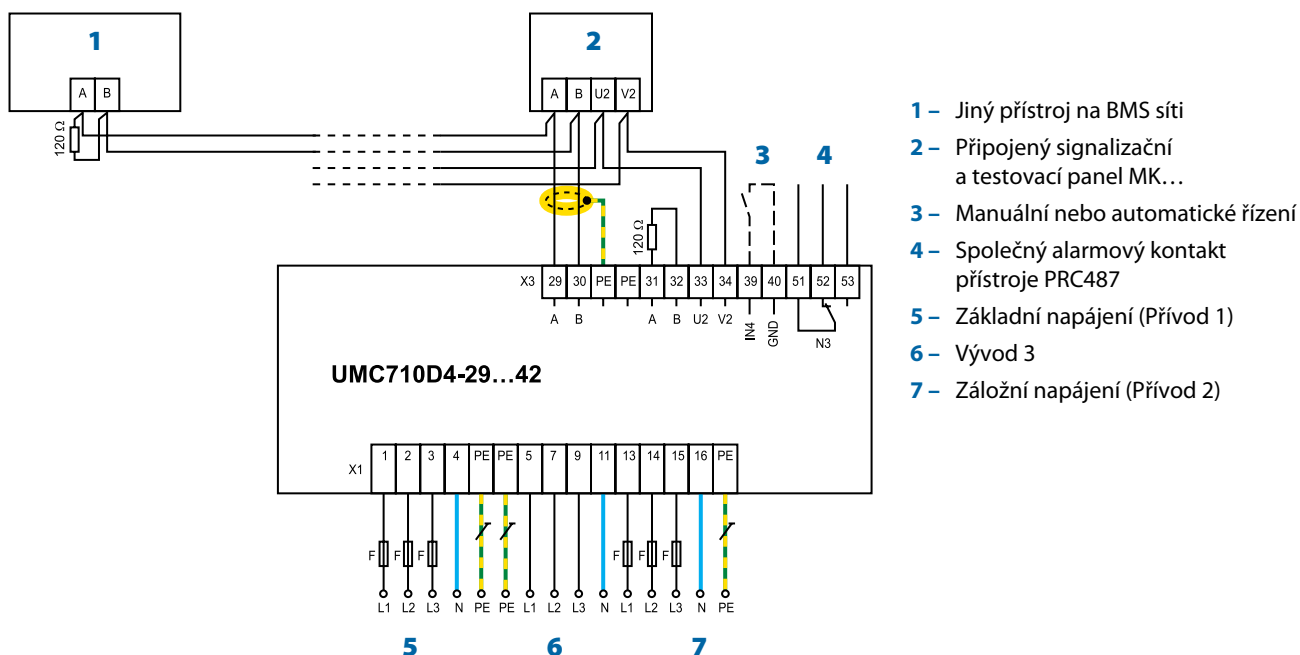 1
A B
120 Ω
2
A B U2 V2
1 – Jiný přístroj na BMS síti
2 – Připojený signalizační
a testovací panel MK…
3 – Manuální nebo automatické řízení
4 – Společný alarmový kontakt
přístroje PRC487
5 – Základní napájení (Přívod 1)
6 – Vývod 3
7 – Záložní napájení (Přívod 2)
3
4
120 Ω
X3 29 30 PE PE 31 32 33 34 39 40 51 52 53
A B A B U2 V2 IN4 GND N3
UMC710D4-29…42
X1 1 2 3 4 PE PE 5 7 9 11 13 14 15 16 PE
F F F F F F
L1 L2 L3 N PE PE L1 L2 L3 N L1 L2 L3 N PE
5 6 7